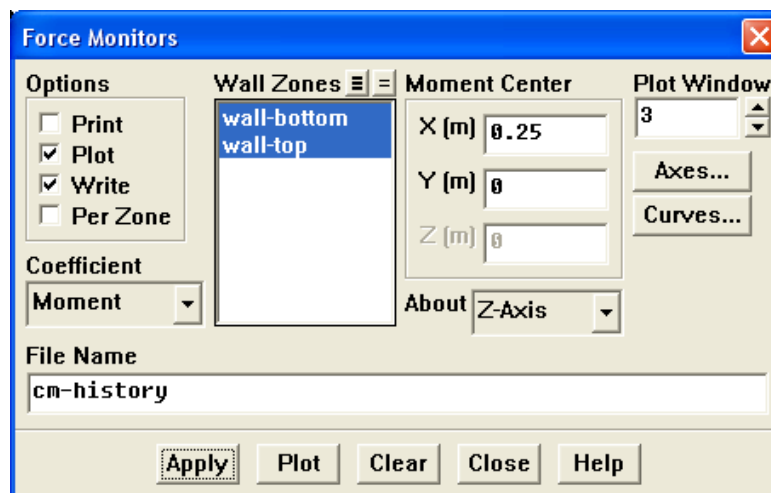 Force Monitors
Options
Print
Plot
Write
Per Zone
Coefficient
Moment
Wall Zones
wall-bottom
wall-top
Moment Center
X (m) 0.25
Y (m) 0
Z (m) 0
About Z-Axis
Plot Window
3
Axes...
Curves...
File Name
cm-history
Apply Plot Clear Close Help